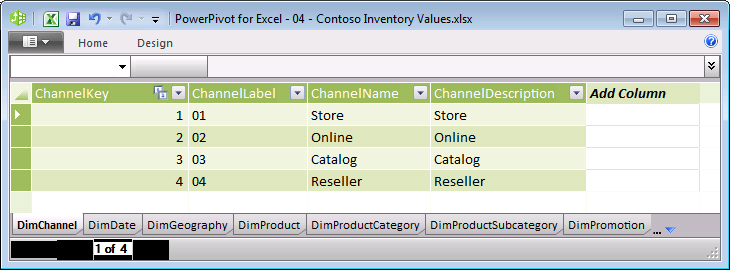 PowerPivot for Excel - 04 - Contoso Inventory Values.xlsx
Home Design
ChannelKey ChannelLabel ChannelName ChannelDescription Add Column
1 01 Store Store
2 02 Online Online
3 03 Catalog Catalog
4 04 Reseller Reseller
DimChannel DimDate DimGeography DimProduct DimProductCategory DimProductSubcategory DimPromotion ...
1 of 4